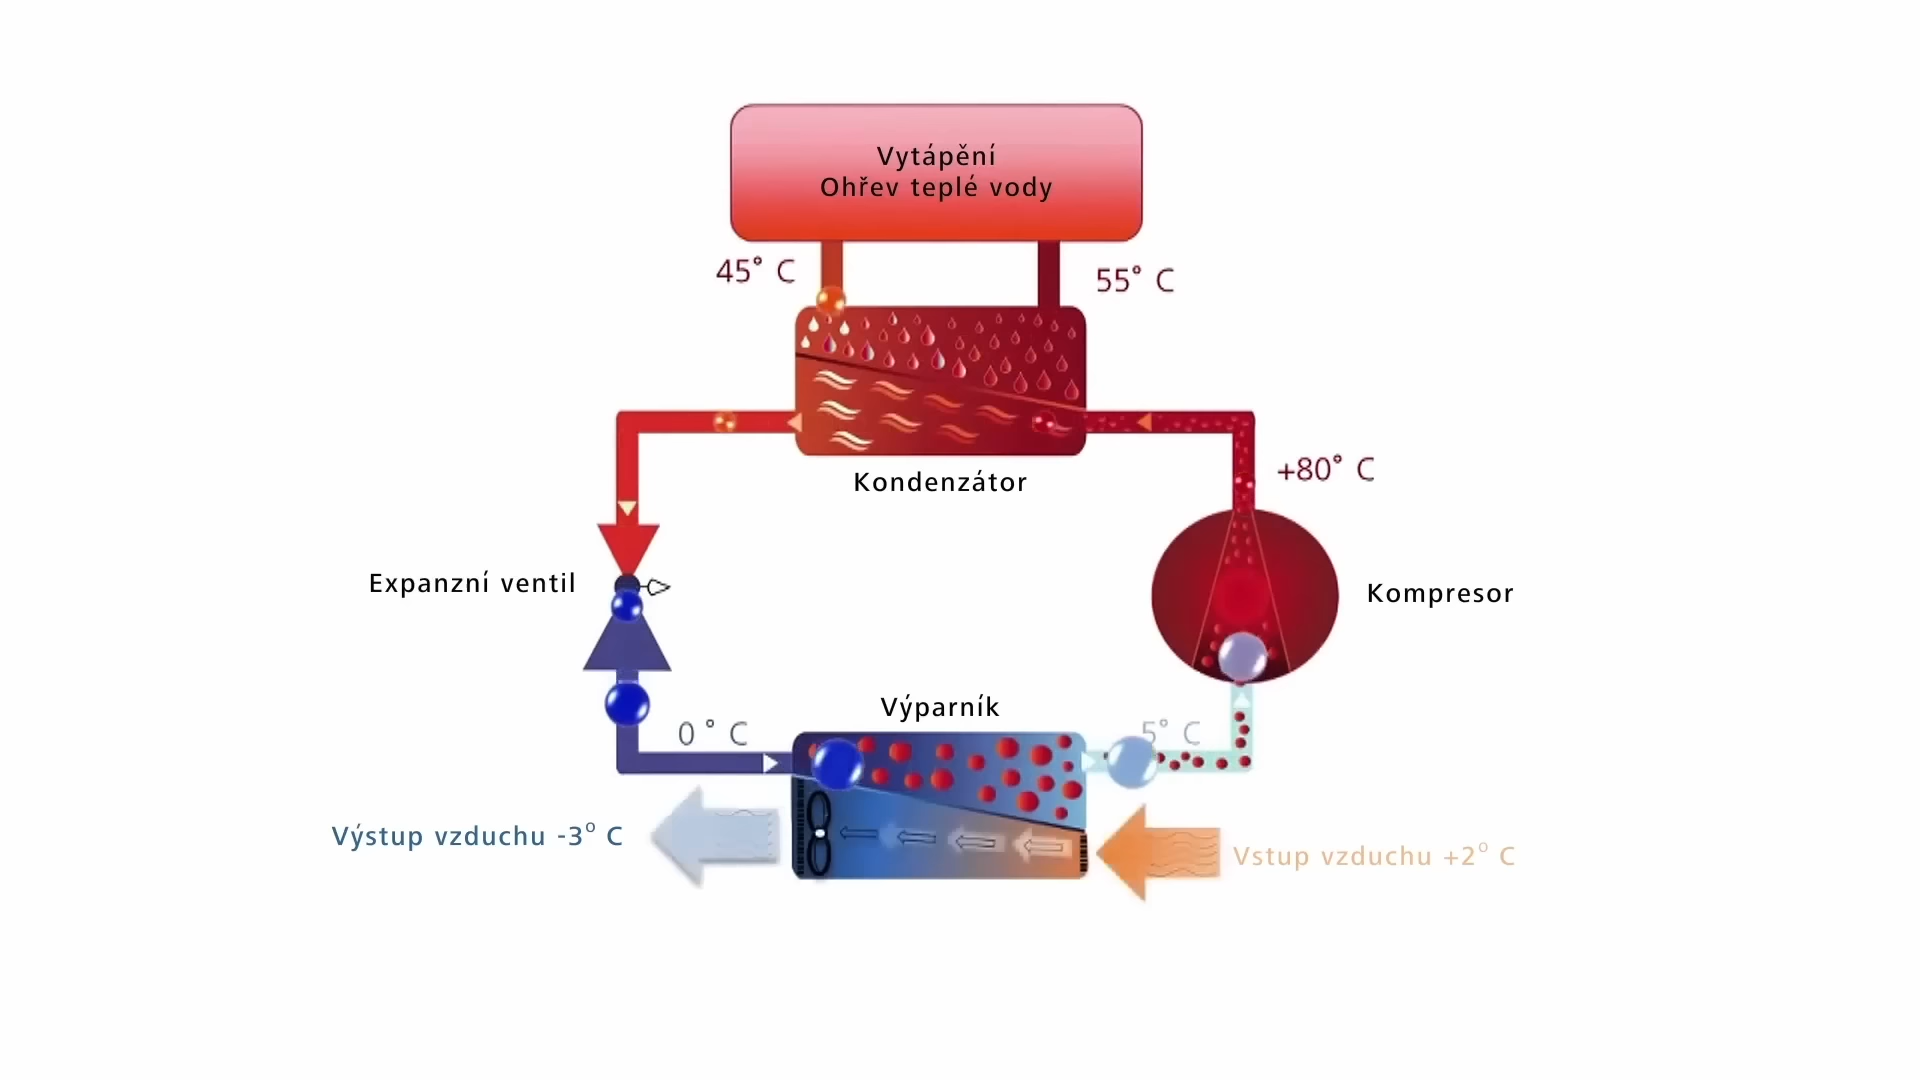 Vytápění
Ohřev teplé vody
45° C
55° C
Kondenzátor
+80° C
Expanzní ventil
Kompresor
Výparník
0 ° C
5° C
Výstup vzduchu -3° C
Vstup vzduchu +2° C